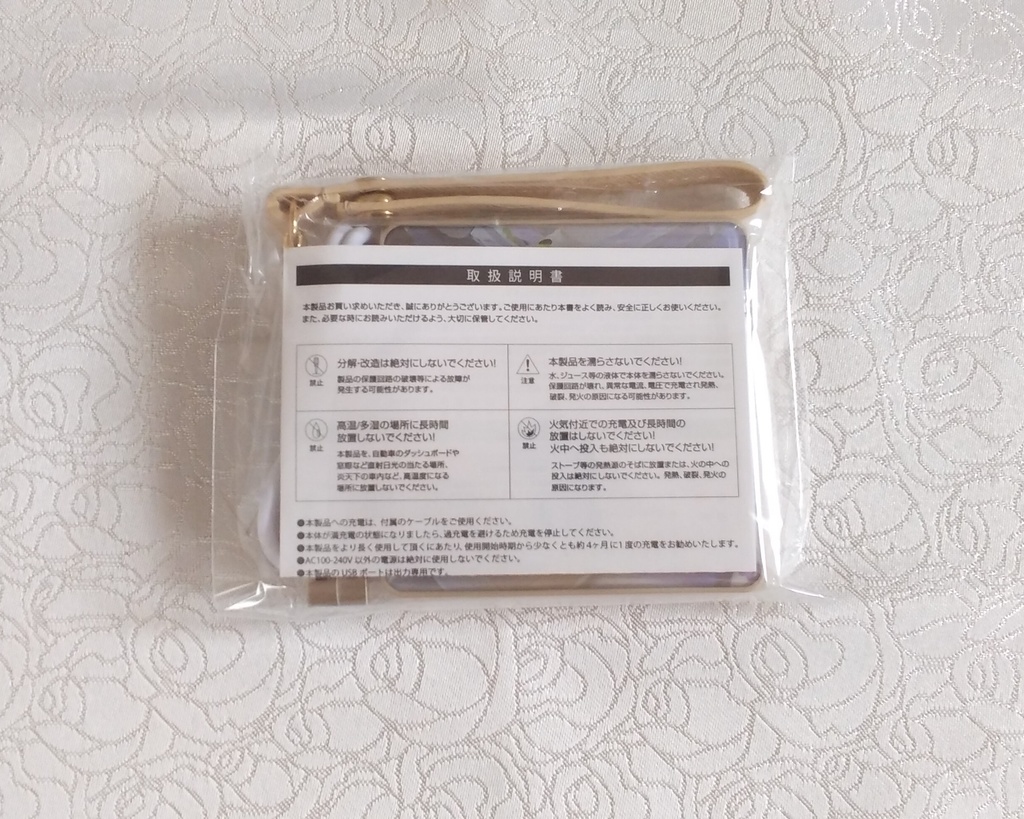 取扱説明書
本製品お買い求めいただき、誠にありがとうございます。ご使用にあたり本書をよく読み、安全に正しくお使いください。
また、必要な時にお読みいただけるよう、大切に保管してください。
禁止
分解・改造は絶対にしないでください!
製品の保護回路の破壊等による故障が
発生する可能性があります。
注意
本製品を濡らさないでください!
水、ジュース等の液体で本体を濡らさないでください。
保護回路が壊れ、異常な電流、電圧で充電され発熱、
破裂、発火の原因になる可能性があります。
禁止
高温/多湿の場所に長時間
放置しないでください!
本製品を、自動車のダッシュボードや
窓際など直射日光の当たる場所、
炎天下の車内など、高温度になる
場所に放置しないでください。
禁止
火気付近での充電及び長時間の
放置はしないでください!
火中へ投入も絶対にしないでください!
ストーブ等の発熱源のそばに放置または、火の中への
投入は絶対にしないでください。発熱、破裂、発火の
原因になります。
●本製品への充電は、付属のケーブルをご使用ください。
●本体が満充電の状態になりましたら、過充電を避けるため充電を停止してください。
●本製品をより長く使用して頂くにあたり、使用開始時期から少なくとも約4ヶ月に1度の充電をお勧めいたします。
●AC100-240V以外の電源は絶対に使用しないでください。
●本製品のUSBポートは出力専用です。